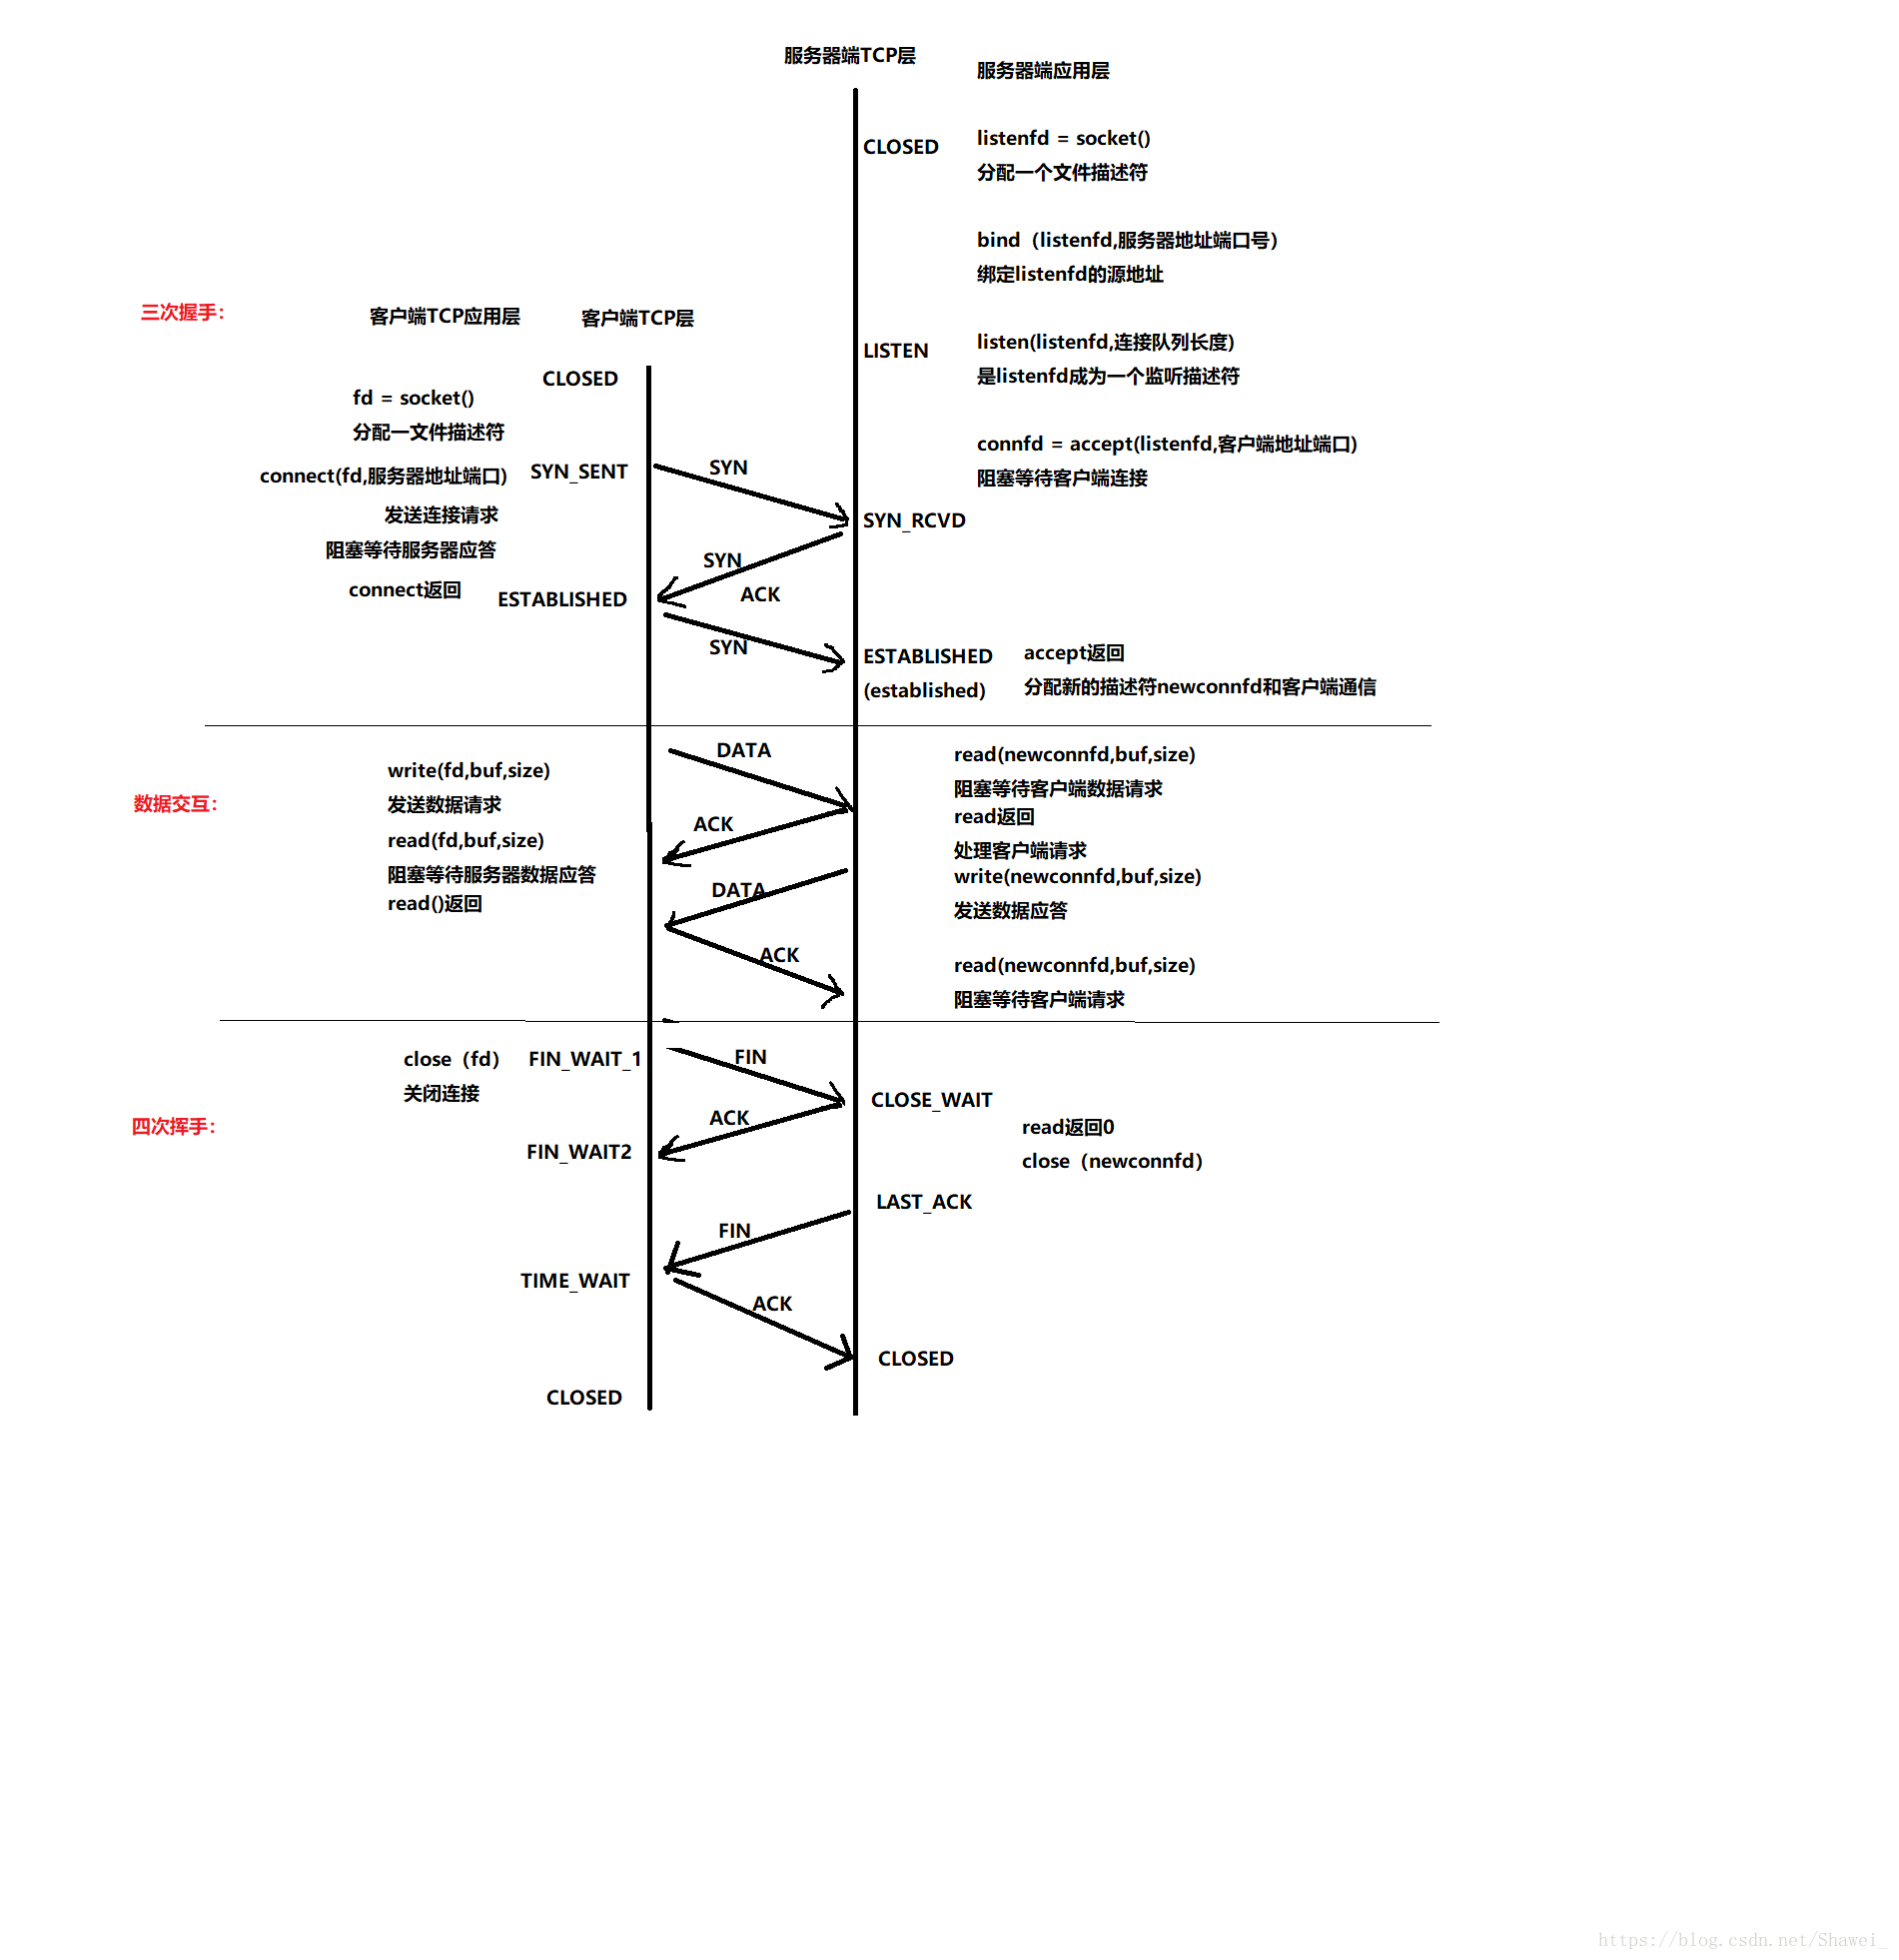 服务器端TCP层
服务器端应用层
CLOSED
listenfd = socket()
分配一个文件描述符
bind（listenfd,服务器地址端口号）
绑定listenfd的源地址
三次握手：
客户端TCP应用层
客户端TCP层
LISTEN
listen(listenfd,连接队列长度)
是listenfd成为一个监听描述符
CLOSED
fd = socket()
分配一文件描述符
connfd = accept(listenfd,客户端地址端口)
阻塞等待客户端连接
connect(fd,服务器地址端口)
SYN_SENT
SYN
发送连接请求
SYN_RCVD
阻塞等待服务器应答
SYN
ACK
connect返回
ESTABLISHED
SYN
ESTABLISHED
(established)
accept返回
分配新的描述符newconnfd和客户端通信
数据交互：
write(fd,buf,size)
发送数据请求
read(fd,buf,size)
阻塞等待服务器数据应答
read()返回
DATA
ACK
DATA
ACK
read(newconnfd,buf,size)
阻塞等待客户端数据请求
read返回
处理客户端请求
write(newconnfd,buf,size)
发送数据应答
read(newconnfd,buf,size)
阻塞等待客户端请求
四次挥手：
close（fd）
关闭连接
FIN_WAIT_1
FIN
CLOSE_WAIT
ACK
read返回0
close（newconnfd）
FIN_WAIT2
LAST_ACK
FIN
TIME_WAIT
ACK
CLOSED
CLOSED
https://blog.csdn.net/Shawei_